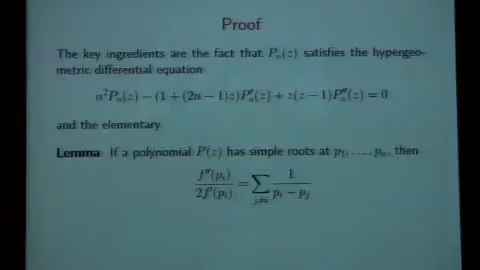 Proof
The key ingredients are the fact that Pₙ(z) satisfies the hypergeo-
metric differential equation
n²Pₙ(z) − (1 + (2n − 1)z)P′ₙ(z) + z(z − 1)P″ₙ(z) = 0
and the elementary
Lemma If a polynomial P(z) has simple roots at p₁, . . . , pₙ, then
f″(pᵢ) / 2f′(pᵢ) = ∑_{j≠i} 1 / (pᵢ − pⱼ)